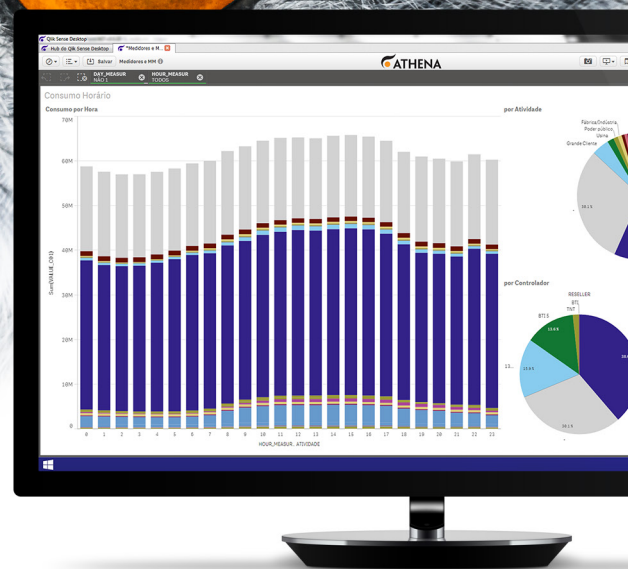 Qlik Sense Desktop
Hub do Qlik Sense Desktop
*Medidores e M...
Salvar
Medidores e MM
ATHENA
DAY_MEASUR
NÃO 1
HOUR_MEASUR
TODOS
Consumo Horário
Consumo por Hora
70M
60M
50M
40M
30M
20M
10M
0
Sum(VALUE_CP10)
0 1 2 3 4 5 6 7 8 9 10 11 12 13 14 15 16 17 18 19 20 21 22 23
HOUR_MEASUR, ATIVIDADE
por Atividade
Fábrica/Indústria
Poder público
Usina
Grande Cliente
por Controlador
RESELLER
BTI
TNT
BTI S
13...